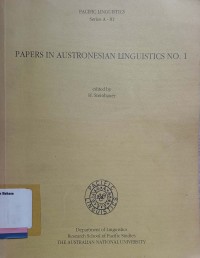 PACIFIC LINGUISTICS
Series A - 81
PAPERS IN AUSTRONESIAN LINGUISTICS NO. 1
edited by
H. Steinhauer
PACIFIC
LINGUISTICS
Department of Linguistics
Research School of Pacific Studies
THE AUSTRALIAN NATIONAL UNIVERSITY